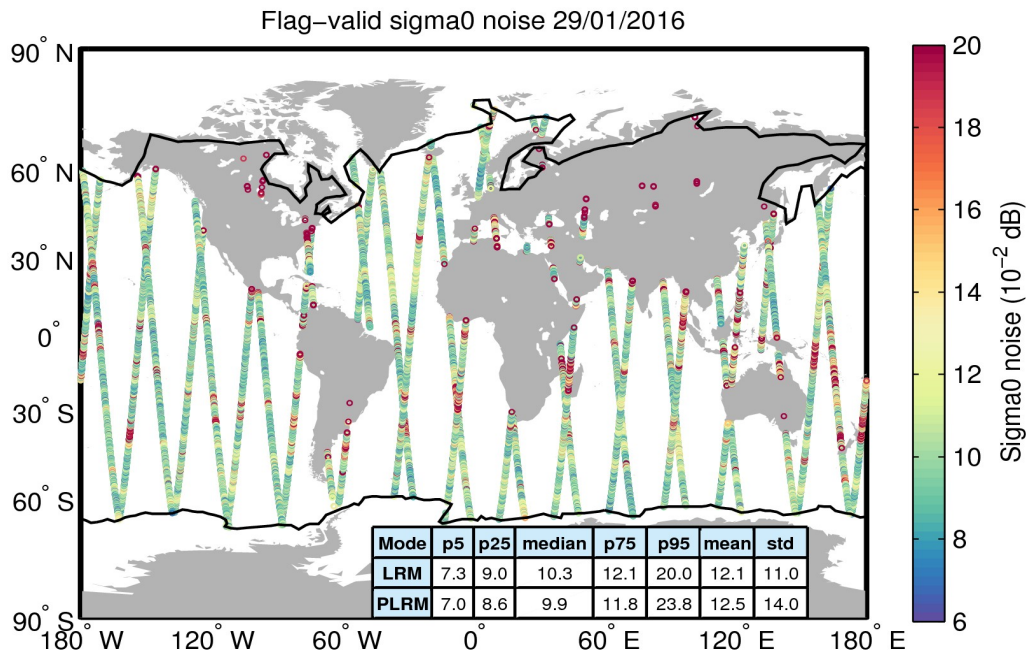 Flag−valid sigma0 noise 29/01/2016
90° N
60° N
30° N
0°
30° S
60° S
90° S
180° W
120° W
60° W
0°
60° E
120° E
180° E
Mode p5 p25 median p75 p95 mean std
LRM 7.3 9.0 10.3 12.1 20.0 12.1 11.0
PLRM 7.0 8.6 9.9 11.8 23.8 12.5 14.0
20
18
16
14
12
10
8
6
Sigma0 noise (10⁻² dB)